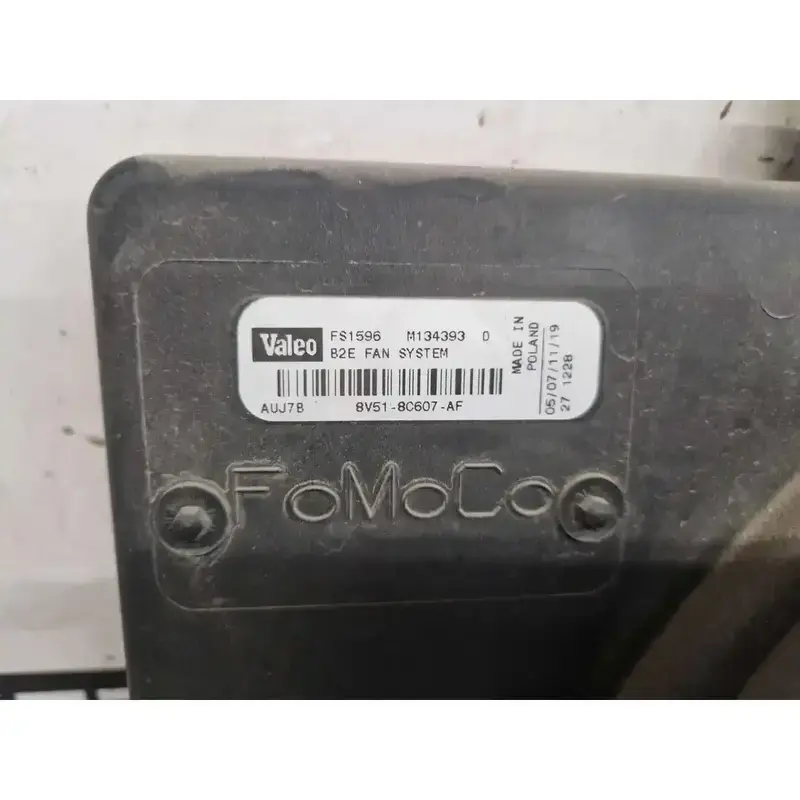 Valeo
FS1596 M134393 D
B2E FAN SYSTEM
AUJ7B 8V51-8C607-AF
MADE IN
POLAND
05/07/11/19
27 1228
FoMoCo